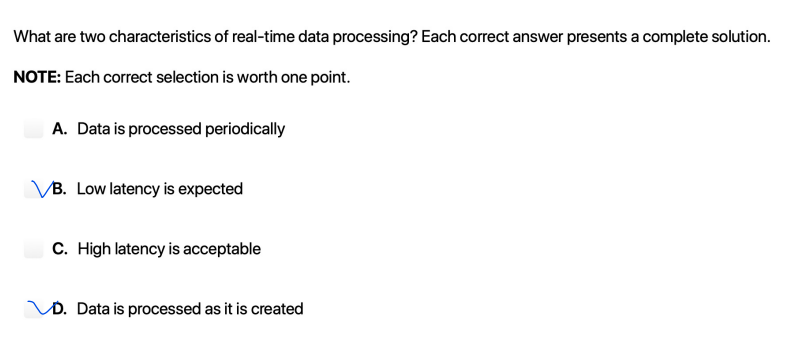 What are two characteristics of real-time data processing? Each correct answer presents a complete solution.
NOTE: Each correct selection is worth one point.
A. Data is processed periodically
B. Low latency is expected
C. High latency is acceptable
D. Data is processed as it is created